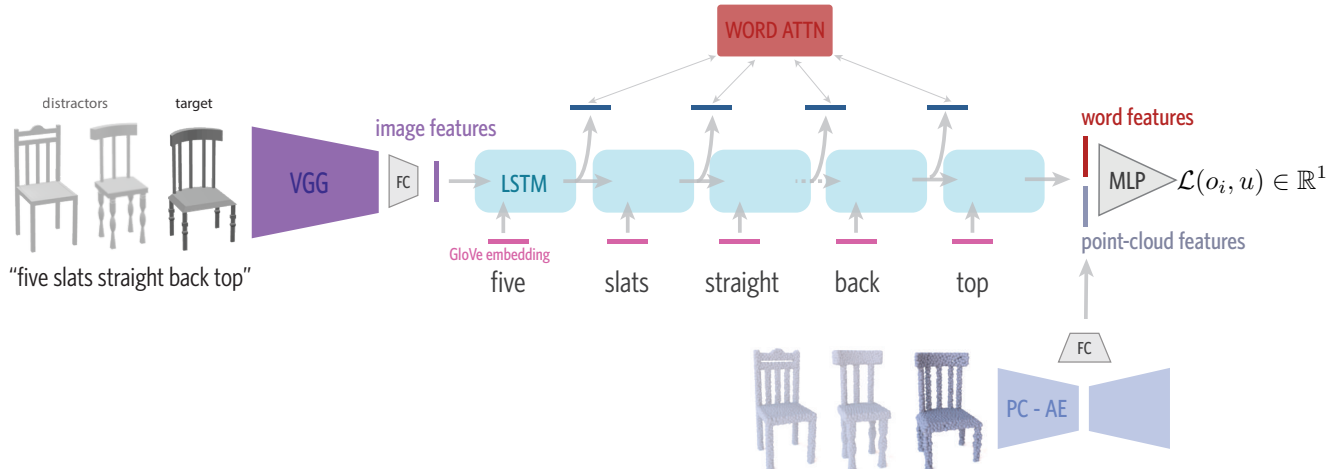 WORD ATTN
distractors
target
image features
word features
VGG
FC
LSTM
MLP
ℒ(oᵢ, u) ∈ ℝ¹
GloVe embedding
point-cloud features
"five slats straight back top"
five
slats
straight
back
top
FC
PC - AE